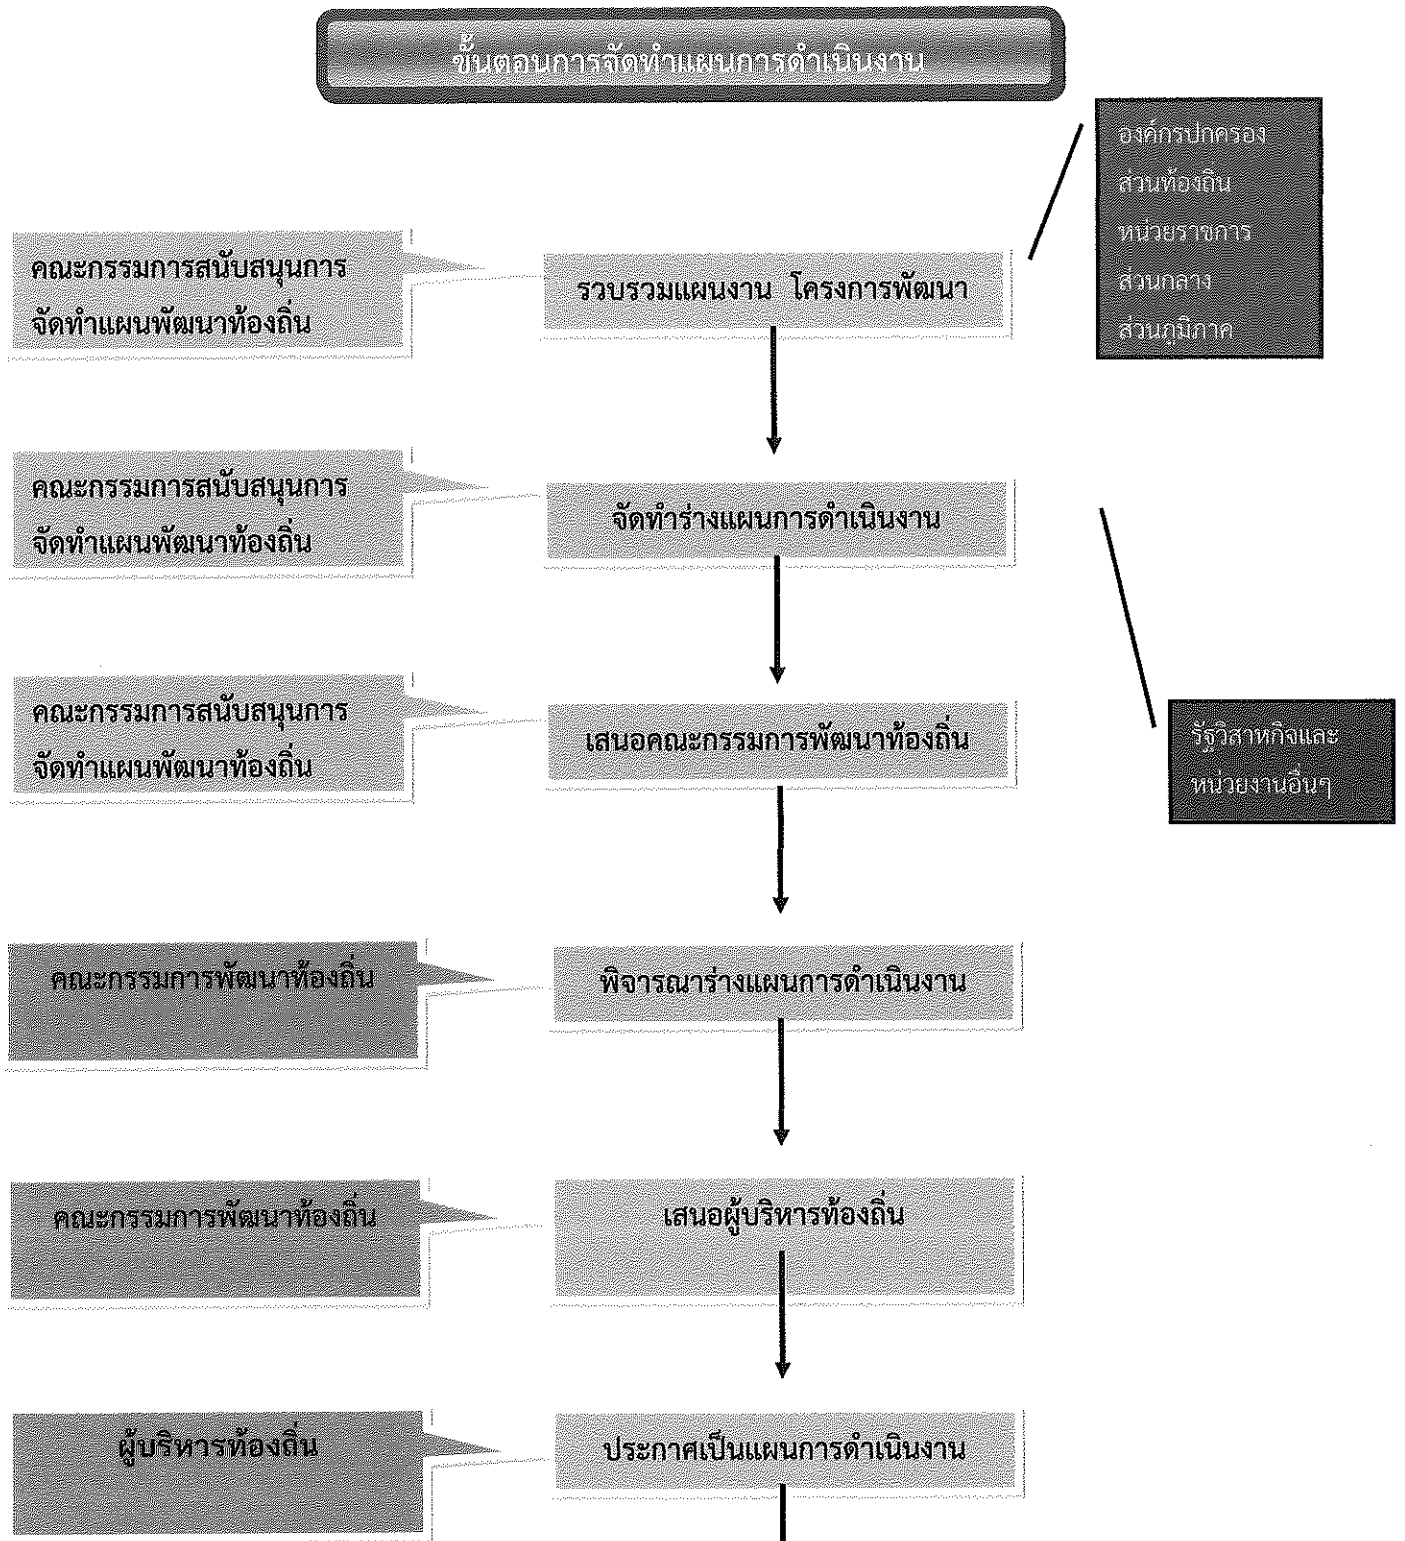 ขั้นตอนการจัดทำแผนการดำเนินงาน
องค์กรปกครอง
ส่วนท้องถิ่น
หน่วยราชการ
ส่วนกลาง
ส่วนภูมิภาค
คณะกรรมการสนับสนุนการ
จัดทำแผนพัฒนาท้องถิ่น
รวบรวมแผนงาน โครงการพัฒนา
คณะกรรมการสนับสนุนการ
จัดทำแผนพัฒนาท้องถิ่น
จัดทำร่างแผนการดำเนินงาน
คณะกรรมการสนับสนุนการ
จัดทำแผนพัฒนาท้องถิ่น
เสนอคณะกรรมการพัฒนาท้องถิ่น
รัฐวิสาหกิจและ
หน่วยงานอื่นๆ
คณะกรรมการพัฒนาท้องถิ่น
พิจารณาร่างแผนการดำเนินงาน
คณะกรรมการพัฒนาท้องถิ่น
เสนอผู้บริหารท้องถิ่น
ผู้บริหารท้องถิ่น
ประกาศเป็นแผนการดำเนินงาน